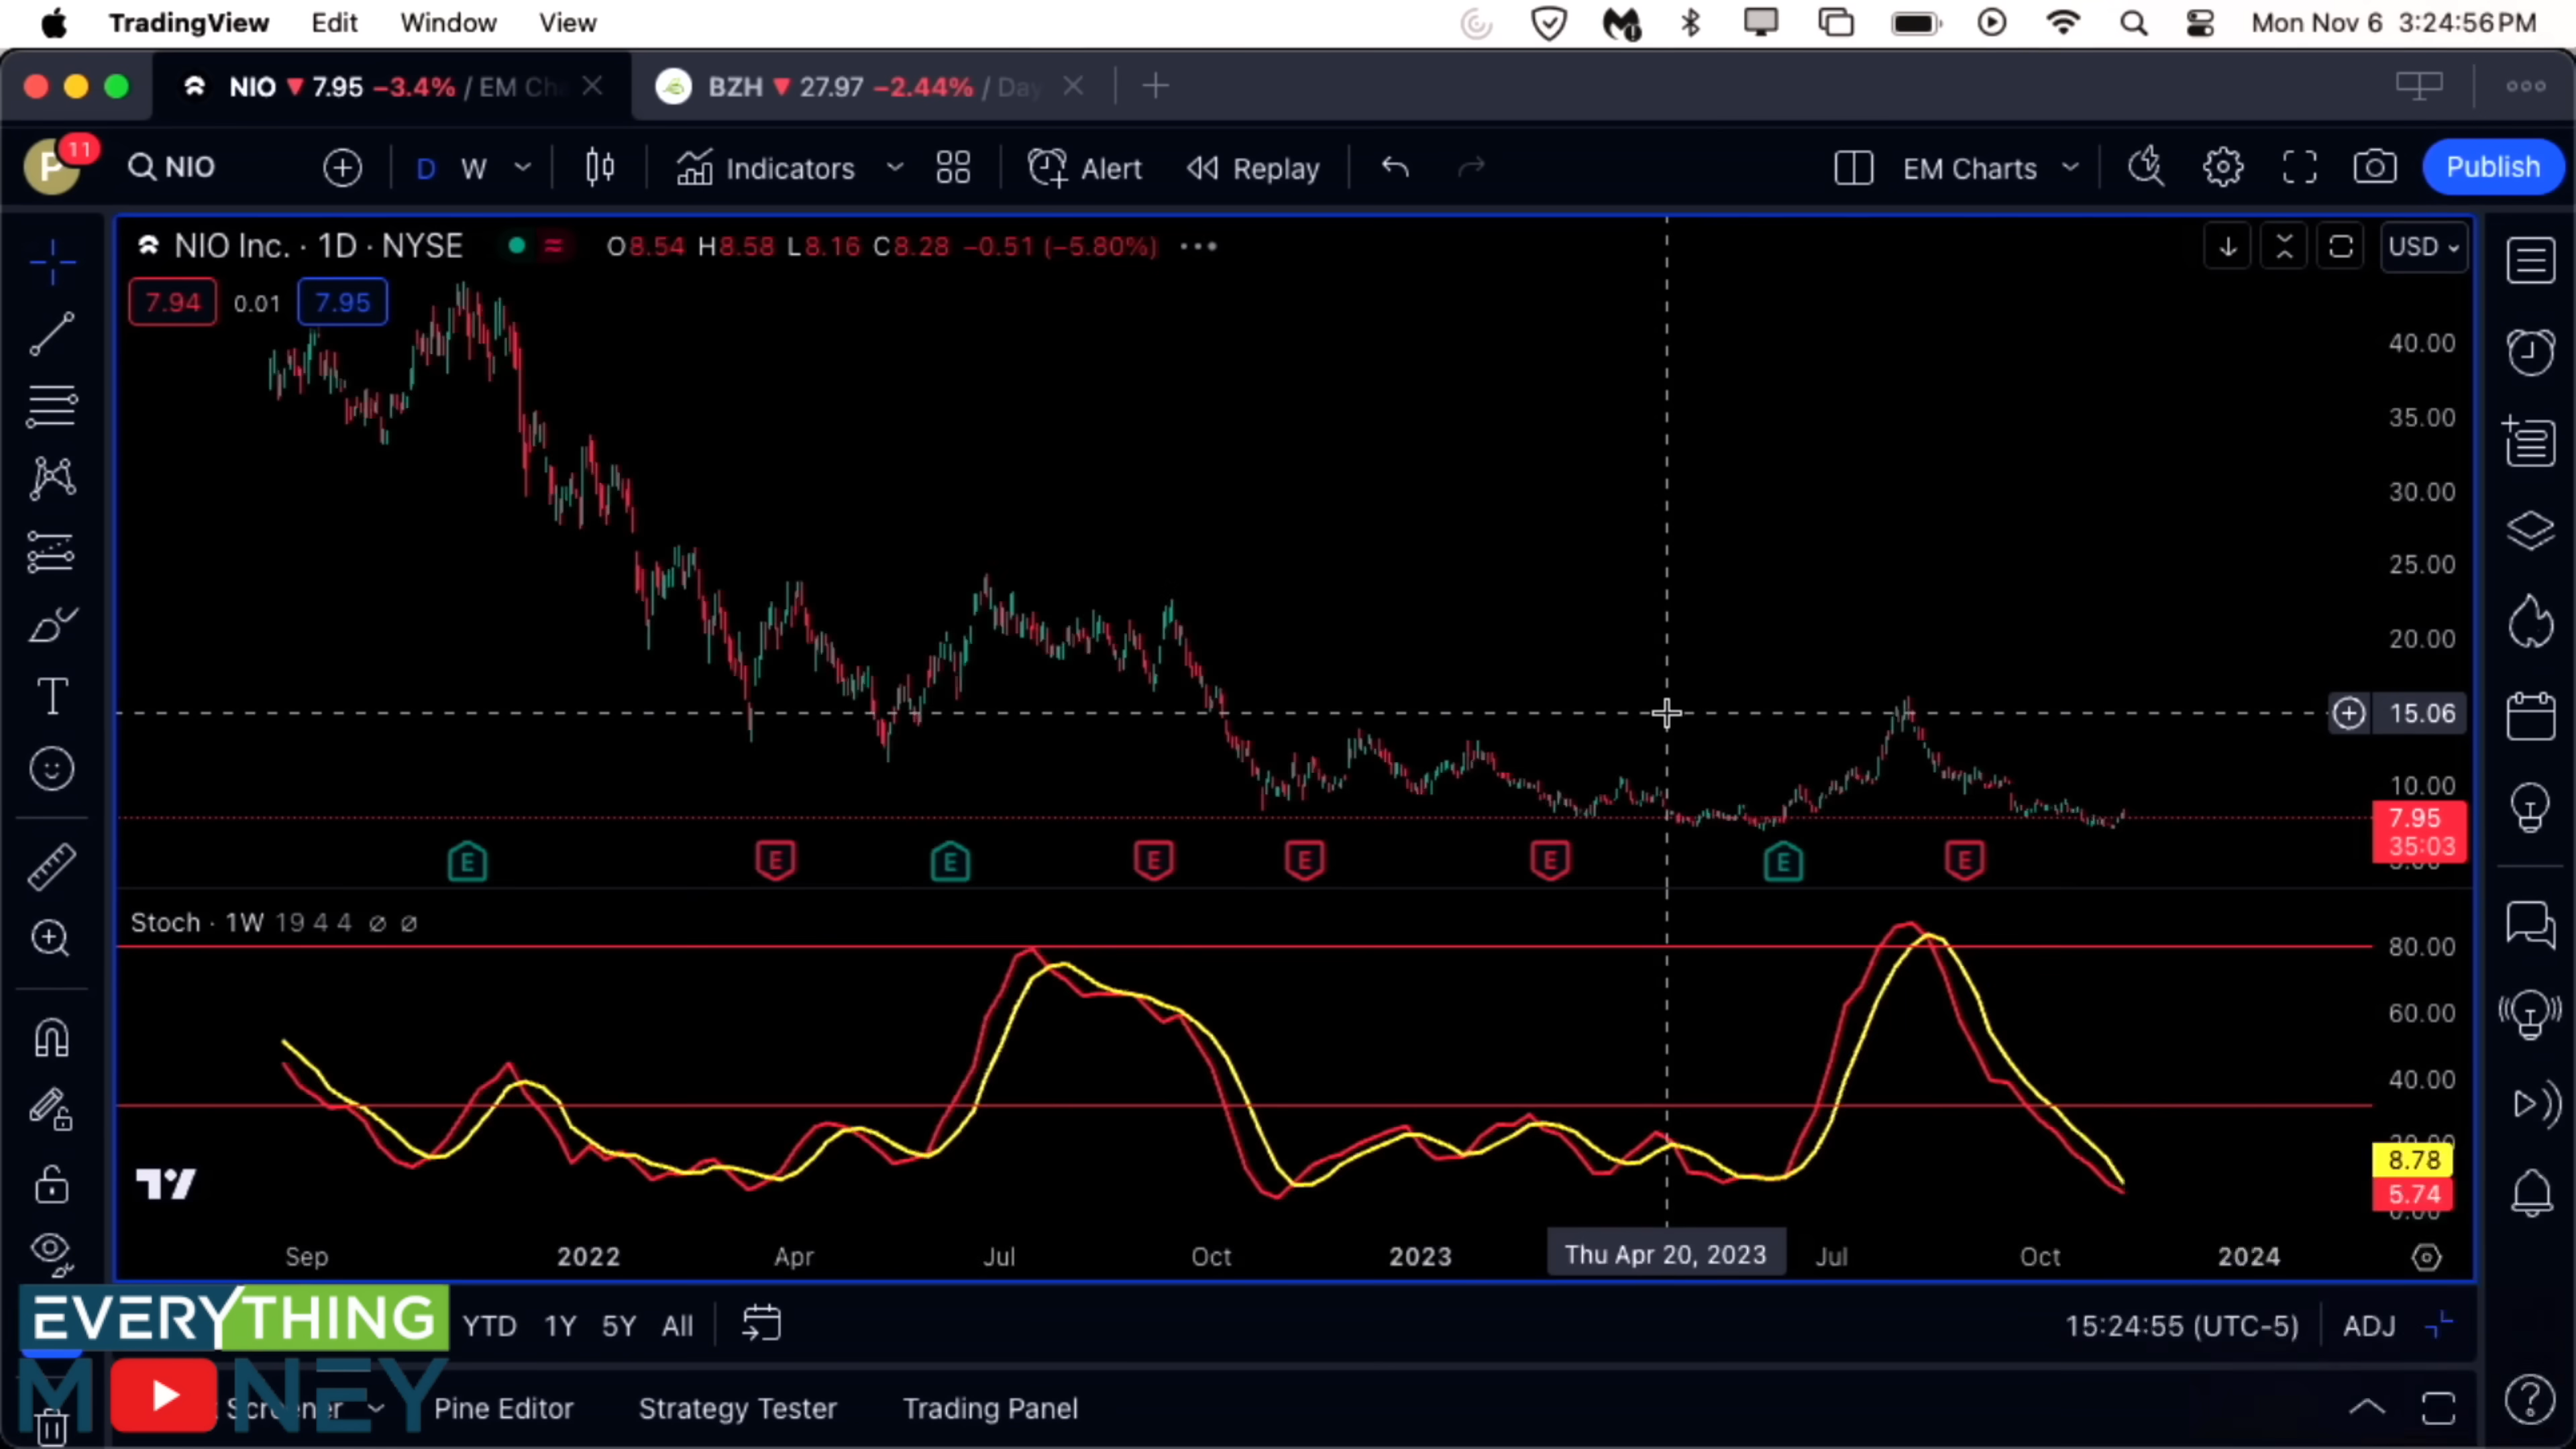 TradingView Edit Window View Mon Nov 6 3:24:56 PM
NIO 7.95 −3.4% / EM Ch BZH 27.97 −2.44% / Day
P 11 NIO D W Indicators Alert Replay EM Charts Publish
NIO Inc. · 1D · NYSE O8.54 H8.58 L8.16 C8.28 −0.51 (−5.80%) USD
7.94 0.01 7.95
40.00
35.00
30.00
25.00
20.00
15.06
10.00
7.95
35:03
E E E E E E E E
Stoch · 1W 19 4 4 ∅ ∅
80.00
60.00
40.00
8.78
5.74
Sep 2022 Apr Jul Oct 2023 Thu Apr 20, 2023 Jul Oct 2024
EVERYTHING YTD 1Y 5Y All 15:24:55 (UTC-5) ADJ
MONEY Screener Pine Editor Strategy Tester Trading Panel